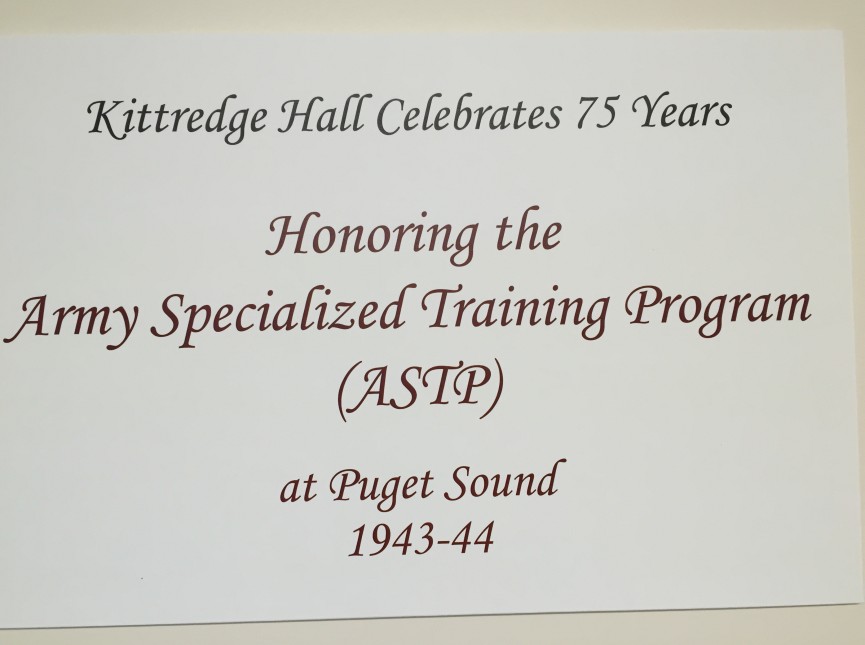 Kittredge Hall Celebrates 75 Years
Honoring the
Army Specialized Training Program
(ASTP)
at Puget Sound
1943-44